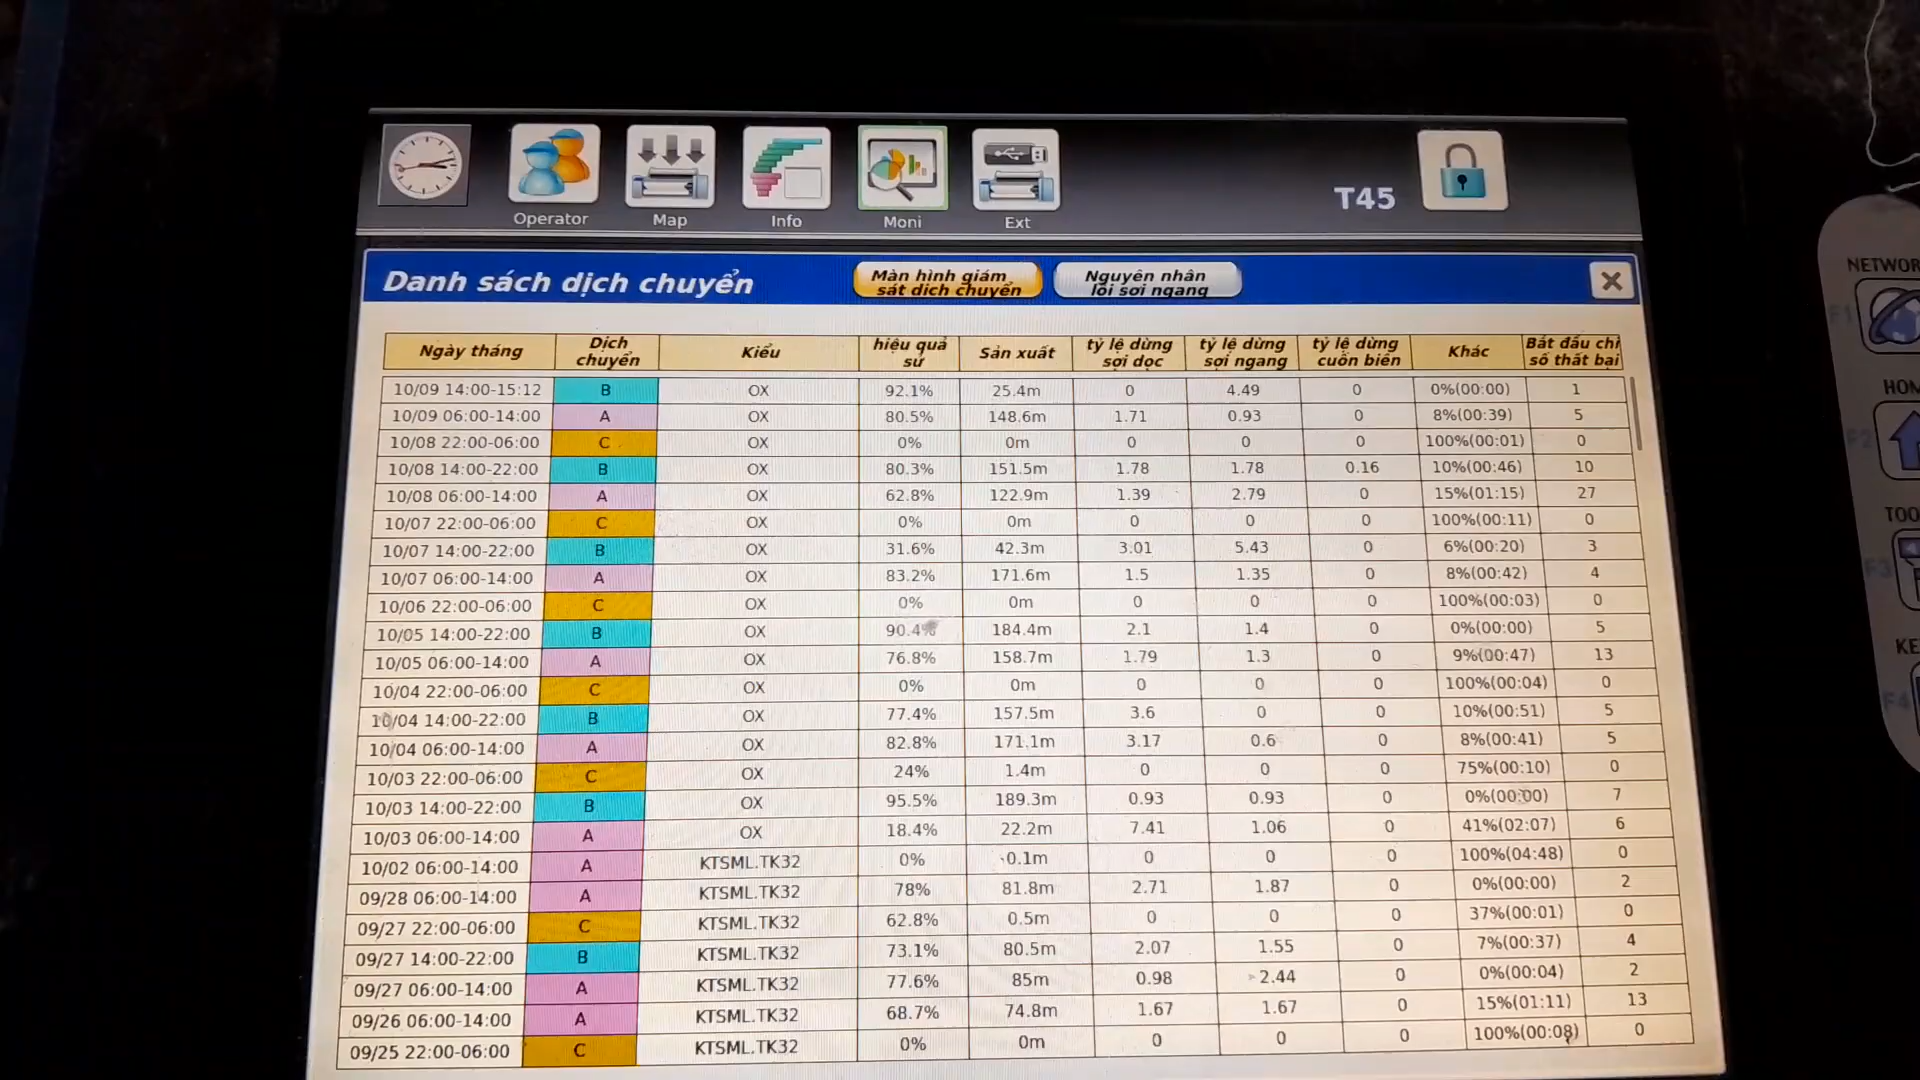 T45
Operator Map Info Moni Ext
NETWOR
Danh sách dịch chuyển
Màn hình giám
sát dich chuyển
Nguyên nhân
lỗi sợi ngang
F1
HOM
F2
TOO
F3
KE
F4
Ngày tháng | Dịch chuyển | Kiểu | hiệu quả sư | Sản xuất | tỷ lệ dừng sợi dọc | tỷ lệ dừng sợi ngang | tỷ lệ dừng cuốn biên | Khác | Bắt đầu chỉ số thất bại
10/09 14:00-15:12 B OX 92.1% 25.4m 0 4.49 0 0%(00:00) 1
10/09 06:00-14:00 A OX 80.5% 148.6m 1.71 0.93 0 8%(00:39) 5
10/08 22:00-06:00 C OX 0% 0m 0 0 0 100%(00:01) 0
10/08 14:00-22:00 B OX 80.3% 151.5m 1.78 1.78 0.16 10%(00:46) 10
10/08 06:00-14:00 A OX 62.8% 122.9m 1.39 2.79 0 15%(01:15) 27
10/07 22:00-06:00 C OX 0% 0m 0 0 0 100%(00:11) 0
10/07 14:00-22:00 B OX 31.6% 42.3m 3.01 5.43 0 6%(00:20) 3
10/07 06:00-14:00 A OX 83.2% 171.6m 1.5 1.35 0 8%(00:42) 4
10/06 22:00-06:00 C OX 0% 0m 0 0 0 100%(00:03) 0
10/05 14:00-22:00 B OX 90.4% 184.4m 2.1 1.4 0 0%(00:00) 5
10/05 06:00-14:00 A OX 76.8% 158.7m 1.79 1.3 0 9%(00:47) 13
10/04 22:00-06:00 C OX 0% 0m 0 0 0 100%(00:04) 0
10/04 14:00-22:00 B OX 77.4% 157.5m 3.6 0 0 10%(00:51) 5
10/04 06:00-14:00 A OX 82.8% 171.1m 3.17 0.6 0 8%(00:41) 5
10/03 22:00-06:00 C OX 24% 1.4m 0 0 0 75%(00:10) 0
10/03 14:00-22:00 B OX 95.5% 189.3m 0.93 0.93 0 0%(00:00) 7
10/03 06:00-14:00 A OX 18.4% 22.2m 7.41 1.06 0 41%(02:07) 6
10/02 06:00-14:00 A KTSML.TK32 0% 0.1m 0 0 0 100%(04:48) 0
09/28 06:00-14:00 A KTSML.TK32 78% 81.8m 2.71 1.87 0 0%(00:00) 2
09/27 22:00-06:00 C KTSML.TK32 62.8% 0.5m 0 0 0 37%(00:01) 0
09/27 14:00-22:00 B KTSML.TK32 73.1% 80.5m 2.07 1.55 0 7%(00:37) 4
09/27 06:00-14:00 A KTSML.TK32 77.6% 85m 0.98 2.44 0 0%(00:04) 2
09/26 06:00-14:00 A KTSML.TK32 68.7% 74.8m 1.67 1.67 0 15%(01:11) 13
09/25 22:00-06:00 C KTSML.TK32 0% 0m 0 0 0 100%(00:08) 0